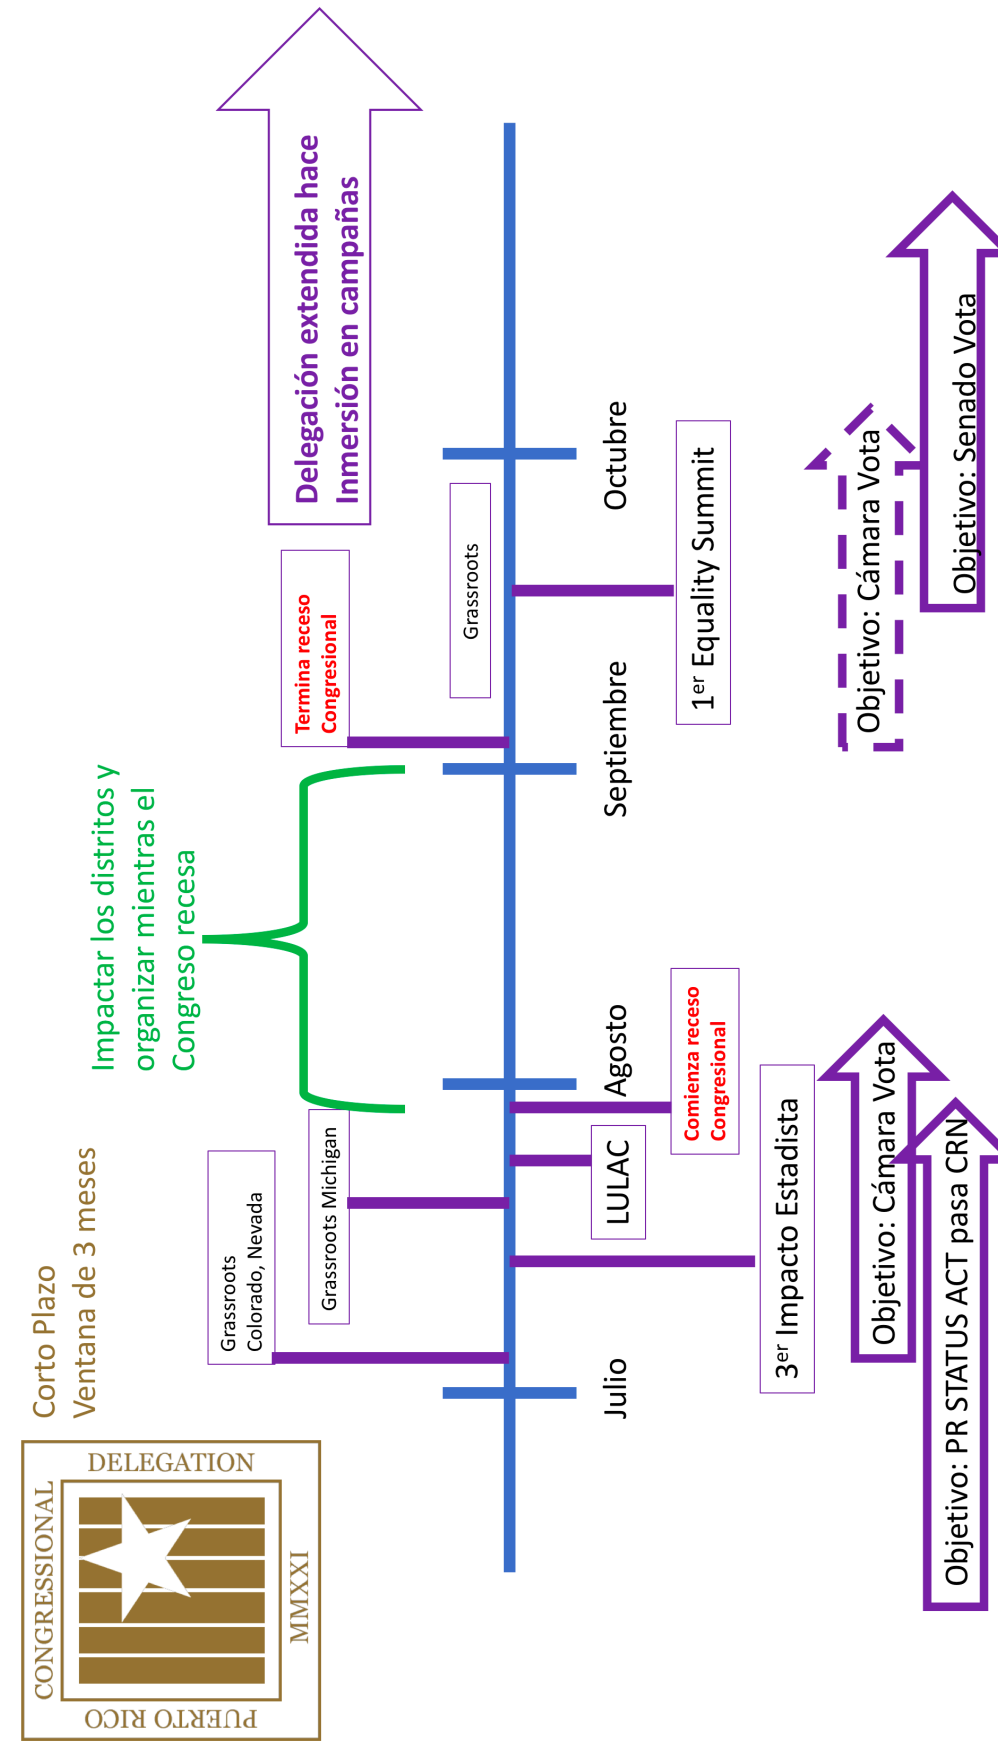 CONGRESSIONAL
DELEGATION
PUERTO RICO
MMXXI
Corto Plazo
Ventana de 3 meses
Impactar los distritos y
organizar mientras el
Congreso recesa
Grassroots
Colorado, Nevada
Grassroots Michigan
Termina receso
Congresional
Delegación extendida hace
Inmersión en campañas
Grassroots
Julio
Agosto
Septiembre
Octubre
LULAC
Comienza receso
Congresional
3er Impacto Estadista
1er Equality Summit
Objetivo: Cámara Vota
Objetivo: PR STATUS ACT pasa CRN
Objetivo: Cámara Vota
Objetivo: Senado Vota